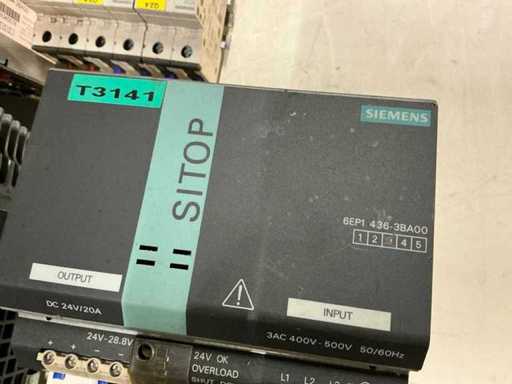 T3141
SIEMENS
SITOP
6EP1 436-3BA00
1 2 4 5
OUTPUT
INPUT
DC 24V/20A
3AC 400V-500V 50/60Hz
24V-28.8V
24V OK
OVERLOAD
+ + - -
L1 L2 L3